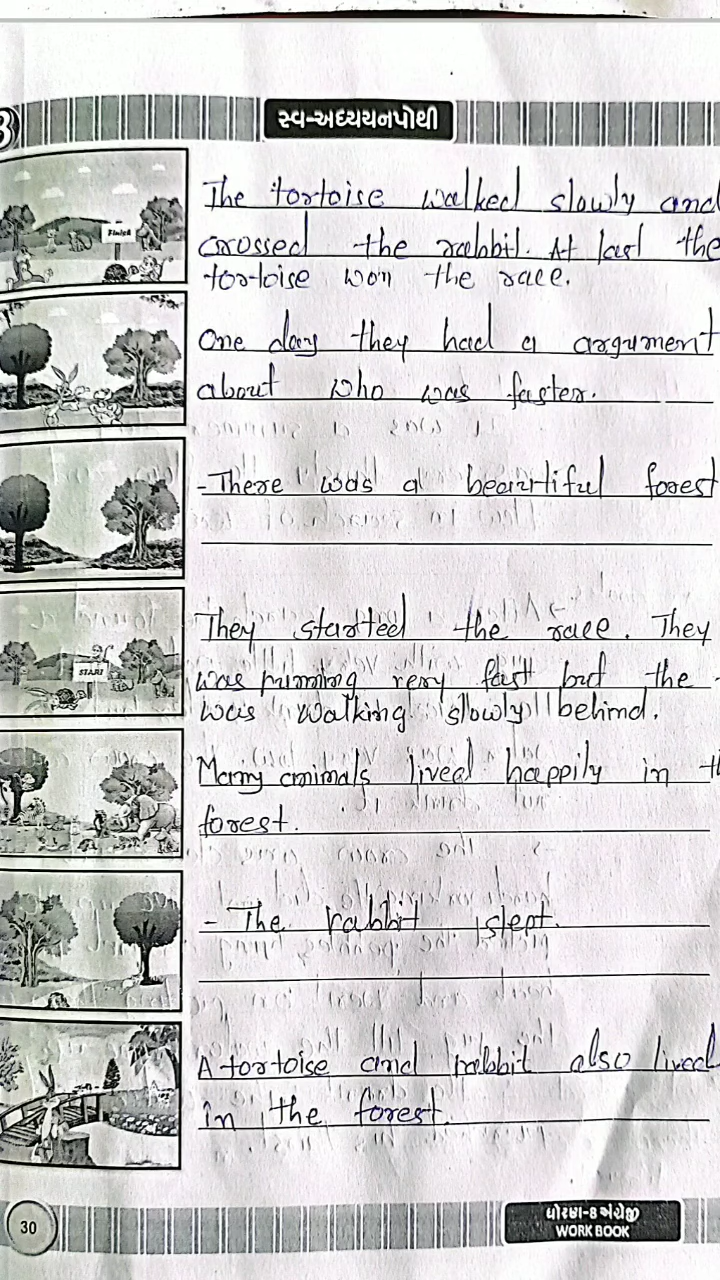 સ્વ-અધ્યયનપોથી
Finish
The tortoise walked slowly and
crossed the rabbit. At last the
tortoise won the race.
One day they had a argument
about who was faster.
- There was a beautiful forest
START
They started the race. They
was running very fast but the
was walking slowly behind.
Many animals lived happily in
forest.
- The rabbit slept.
A tortoise and rabbit also lived
in the forest.
30
ધોરણ-8 અંગ્રેજી
WORK BOOK